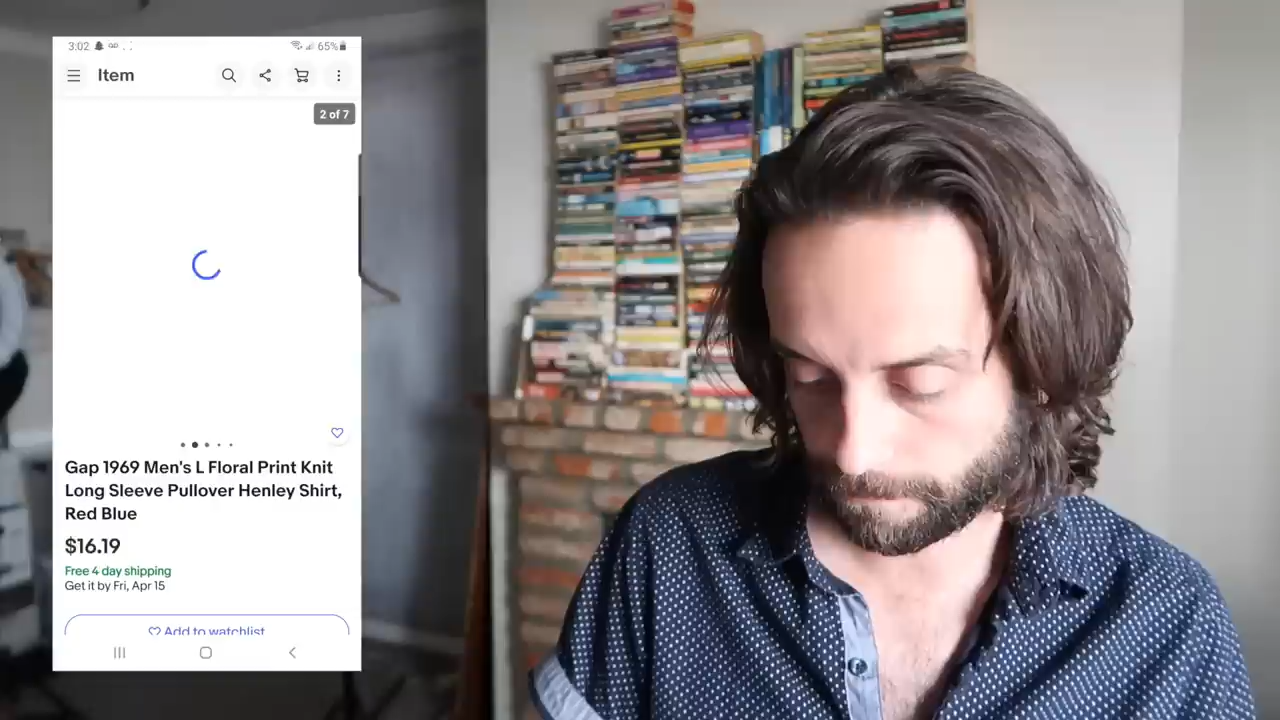 3:02
65%
Item
2 of 7
Gap 1969 Men's L Floral Print Knit
Long Sleeve Pullover Henley Shirt,
Red Blue
$16.19
Free 4 day shipping
Get it by Fri, Apr 15
Add to watchlist